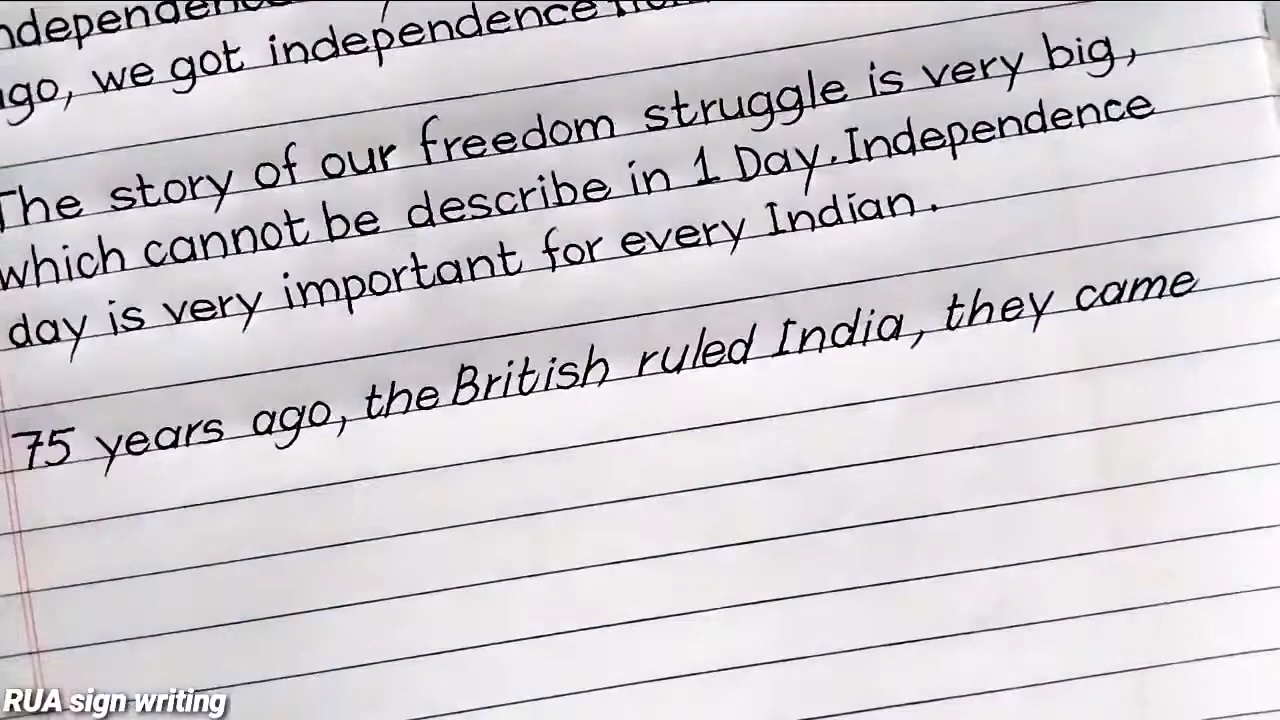 independence
ago, we got independence
The story of our freedom struggle is very big,
which cannot be describe in 1 Day. Independence
day is very important for every Indian.
75 years ago, the British ruled India, they came
RUA sign writing